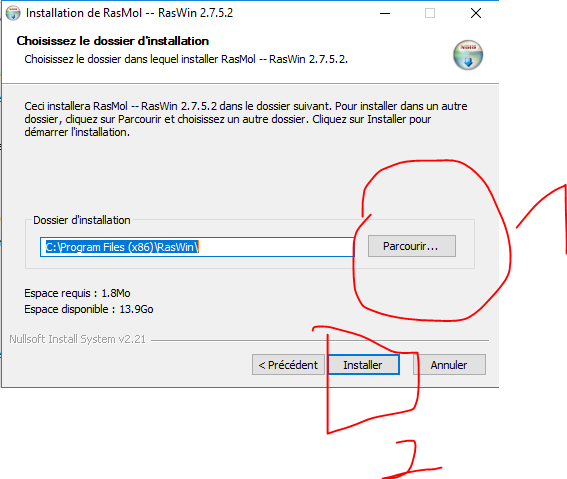 Installation de RasMol -- RasWin 2.7.5.2
Choisissez le dossier d'installation
Choisissez le dossier dans lequel installer RasMol -- RasWin 2.7.5.2.
Ceci installera RasMol -- RasWin 2.7.5.2 dans le dossier suivant. Pour installer dans un autre
dossier, cliquez sur Parcourir et choisissez un autre dossier. Cliquez sur Installer pour
démarrer l'installation.
1
Dossier d'installation
C:\Program Files (x86)\RasWin\
Parcourir...
Espace requis : 1.8Mo
Espace disponible : 13.9Go
Nullsoft Install System v2.21
< Précédent
Installer
Annuler
2